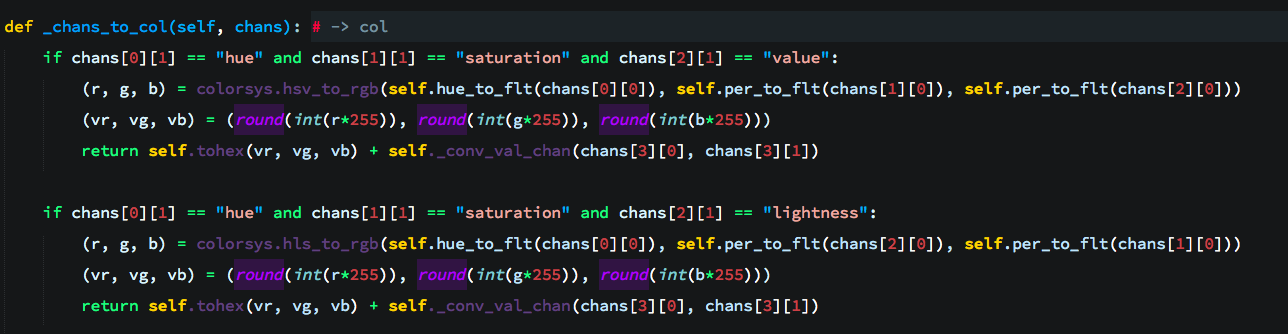 def _chans_to_col(self, chans): # -> col
if chans[0][1] == "hue" and chans[1][1] == "saturation" and chans[2][1] == "value":
(r, g, b) = colorsys.hsv_to_rgb(self.hue_to_flt(chans[0][0]), self.per_to_flt(chans[1][0]), self.per_to_flt(chans[2][0]))
(vr, vg, vb) = (round(int(r*255)), round(int(g*255)), round(int(b*255)))
return self.tohex(vr, vg, vb) + self._conv_val_chan(chans[3][0], chans[3][1])
if chans[0][1] == "hue" and chans[1][1] == "saturation" and chans[2][1] == "lightness":
(r, g, b) = colorsys.hls_to_rgb(self.hue_to_flt(chans[0][0]), self.per_to_flt(chans[2][0]), self.per_to_flt(chans[1][0]))
(vr, vg, vb) = (round(int(r*255)), round(int(g*255)), round(int(b*255)))
return self.tohex(vr, vg, vb) + self._conv_val_chan(chans[3][0], chans[3][1])